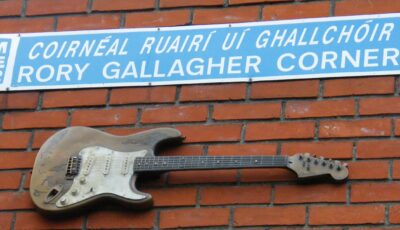 COIRNÉAL RUAIRÍ UÍ GHALLCHÓIR
RORY GALLAGHER CORNER